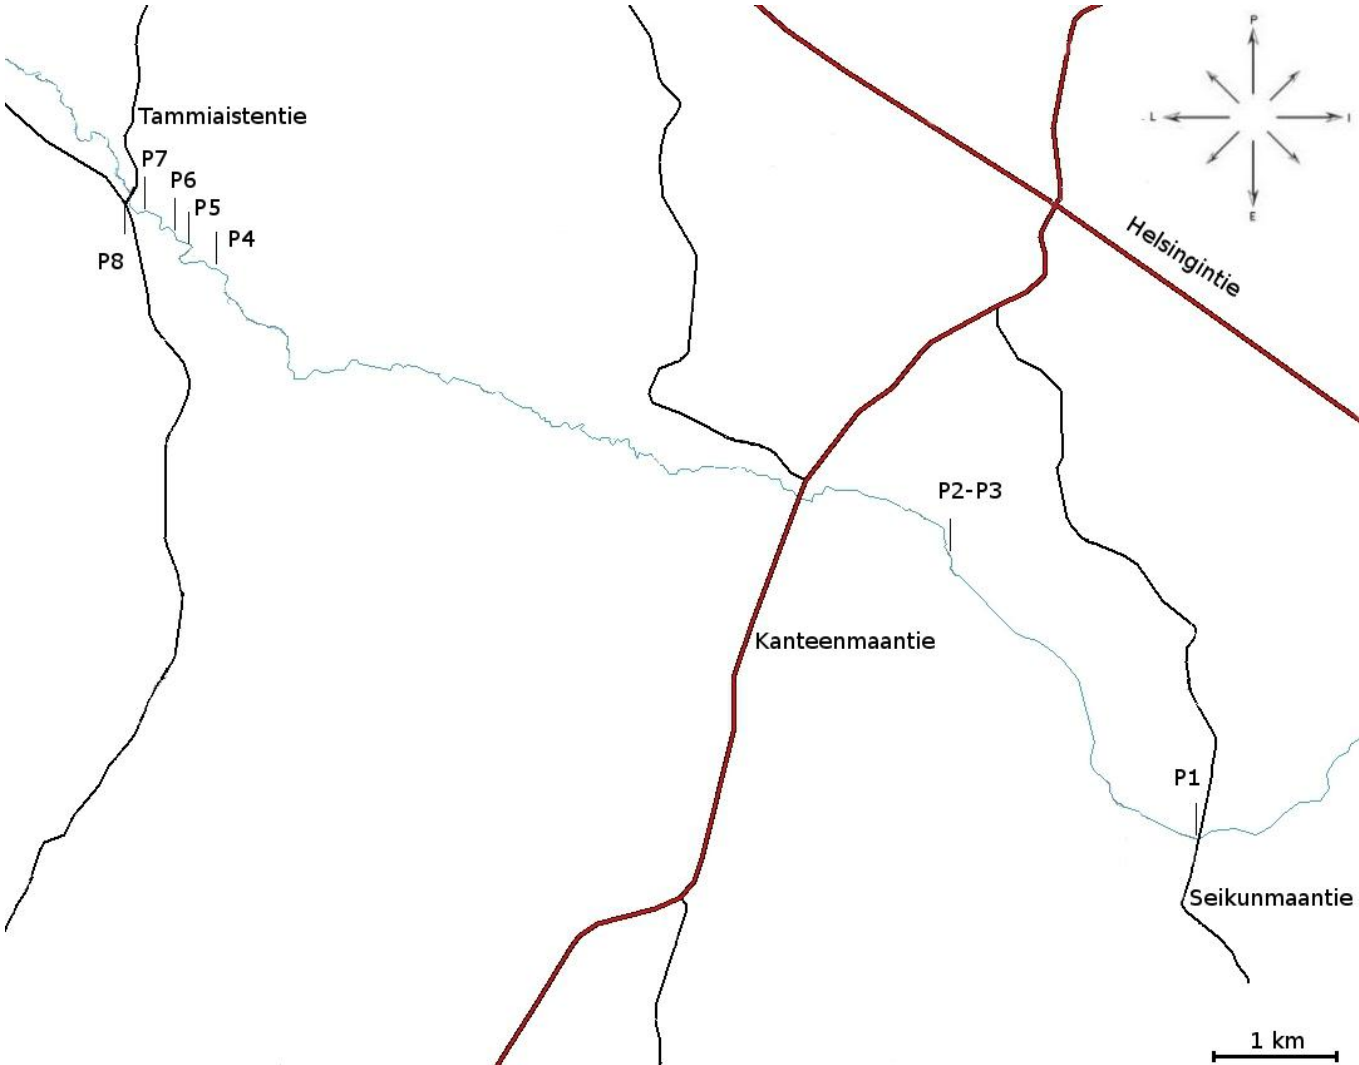 P
L
I
E
Tammiaistentie
P7
P6
P5
P4
P8
Helsingintie
P2-P3
Kanteenmaantie
P1
Seikunmaantie
1 km